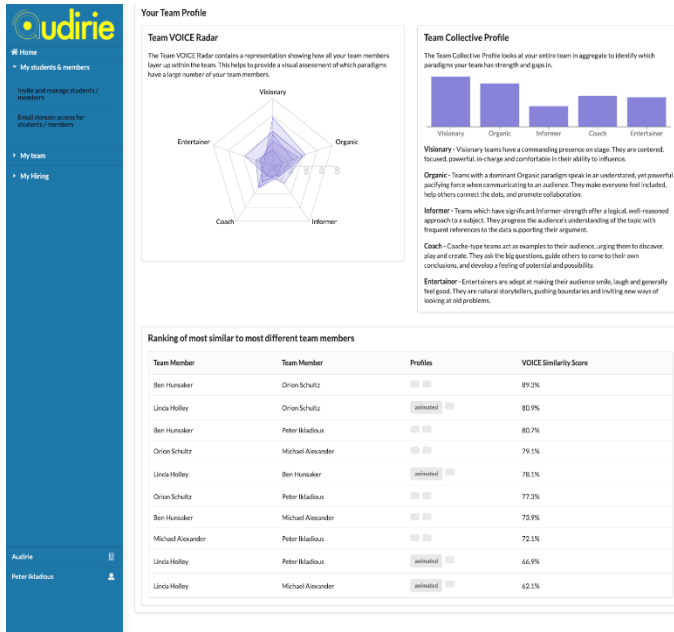 audirie
Home
My students & members
Invite and manage students /
members
Email domain access for
students / members
My team
My Hiring
Audirie
Peter Ikladious
Your Team Profile
Team VOICE Radar
The Team VOICE Radar contains a representation showing how all your team members
layer up within the team. This helps to provide a visual assessment of which paradigms
have a large number of your team members.
Visionary
Entertainer
Organic
Coach
Informer
Team Collective Profile
The Team Collective Profile looks at your entire team in aggregate to identify which
paradigms your team has strength and gaps in.
Visionary Organic Informer Coach Entertainer
Visionary - Visionary teams have a commanding presence on stage. They are centered,
focused, powerful, in-charge and comfortable in their ability to influence.
Organic - Teams with a dominant Organic paradigm speak in an understated, yet powerful
pacifying force when communicating to an audience. They make everyone feel included,
help others connect the dots, and promote collaboration.
Informer - Teams which have significant Informer-strength offer a logical, well-reasoned
approach to a subject. They progress the audience's understanding of the topic with
frequent references to the data supporting their argument.
Coach - Coache-type teams act as examples to their audience, urging them to discover,
play and create. They ask the big questions, guide others to come to their own
conclusions, and develop a feeling of potential and possibility.
Entertainer - Entertainers are adept at making their audience smile, laugh and generally
feel good. They are natural storytellers, pushing boundaries and inviting new ways of
looking at old problems.
Ranking of most similar to most different team members
Team Member Team Member Profiles VOICE Similarity Score
Ben Hunsaker Orion Schultz 89.3%
Linda Holley Orion Schultz animated 80.9%
Ben Hunsaker Peter Ikladious 80.7%
Orion Schultz Michael Alexander 79.1%
Linda Holley Ben Hunsaker animated 78.1%
Orion Schultz Peter Ikladious 77.3%
Ben Hunsaker Michael Alexander 73.9%
Michael Alexander Peter Ikladious 72.1%
Linda Holley Peter Ikladious animated 66.9%
Linda Holley Michael Alexander animated 62.1%